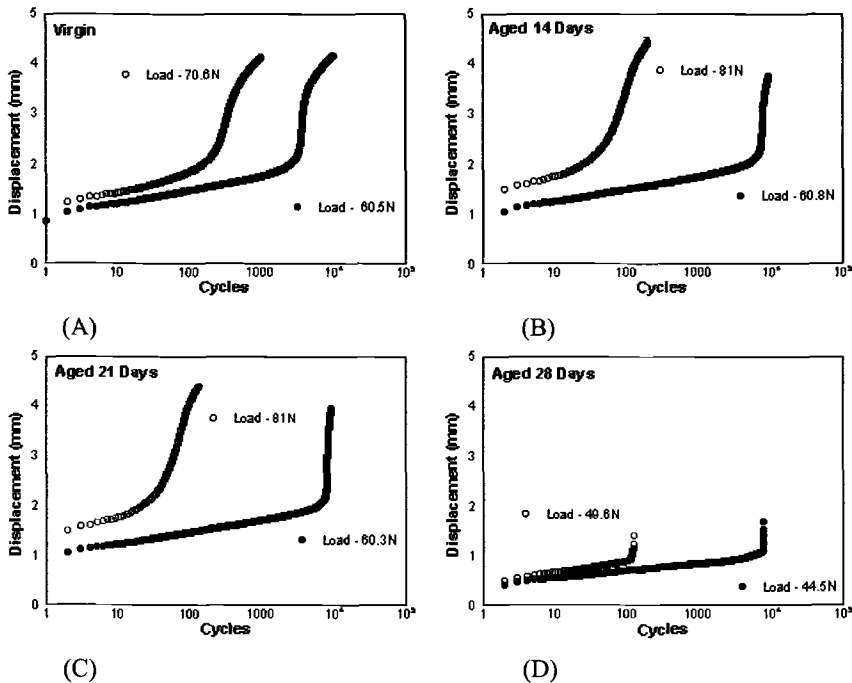 Virgin
Displacement (mm)
5
4
3
2
1
0
Load - 70.6N
Load - 60.5N
1 10 100 1000 10⁴ 10⁵
Cycles
(A)
Aged 14 Days
Displacement (mm)
5
4
3
2
1
0
Load - 81N
Load - 60.8N
1 10 100 1000 10⁴ 10⁵
Cycles
(B)
Aged 21 Days
Displacement (mm)
5
4
3
2
1
0
Load - 81N
Load - 60.3N
1 10 100 1000 10⁴ 10⁵
Cycles
(C)
Aged 28 Days
Displacement (mm)
5
4
3
2
1
0
Load - 49.6N
Load - 44.5N
1 10 100 1000 10⁴ 10⁵
Cycles
(D)